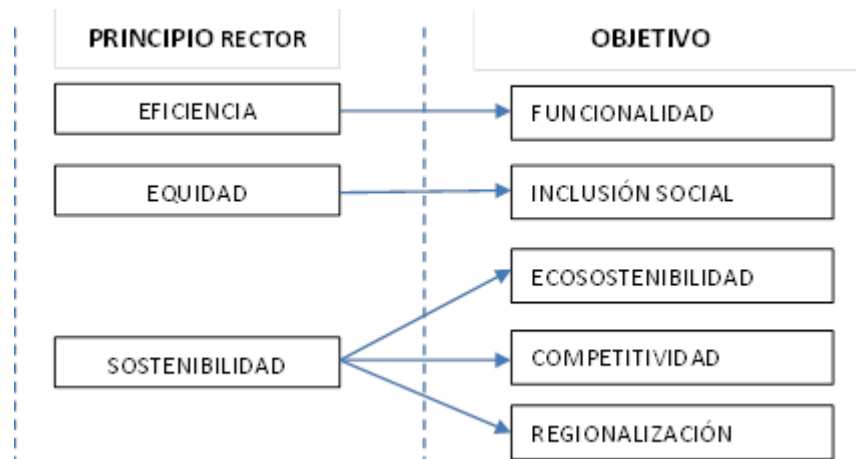 PRINCIPIO RECTOR
OBJETIVO
EFICIENCIA
FUNCIONALIDAD
EQUIDAD
INCLUSIÓN SOCIAL
ECOSOSTENIBILIDAD
SOSTENIBILIDAD
COMPETITIVIDAD
REGIONALIZACIÓN